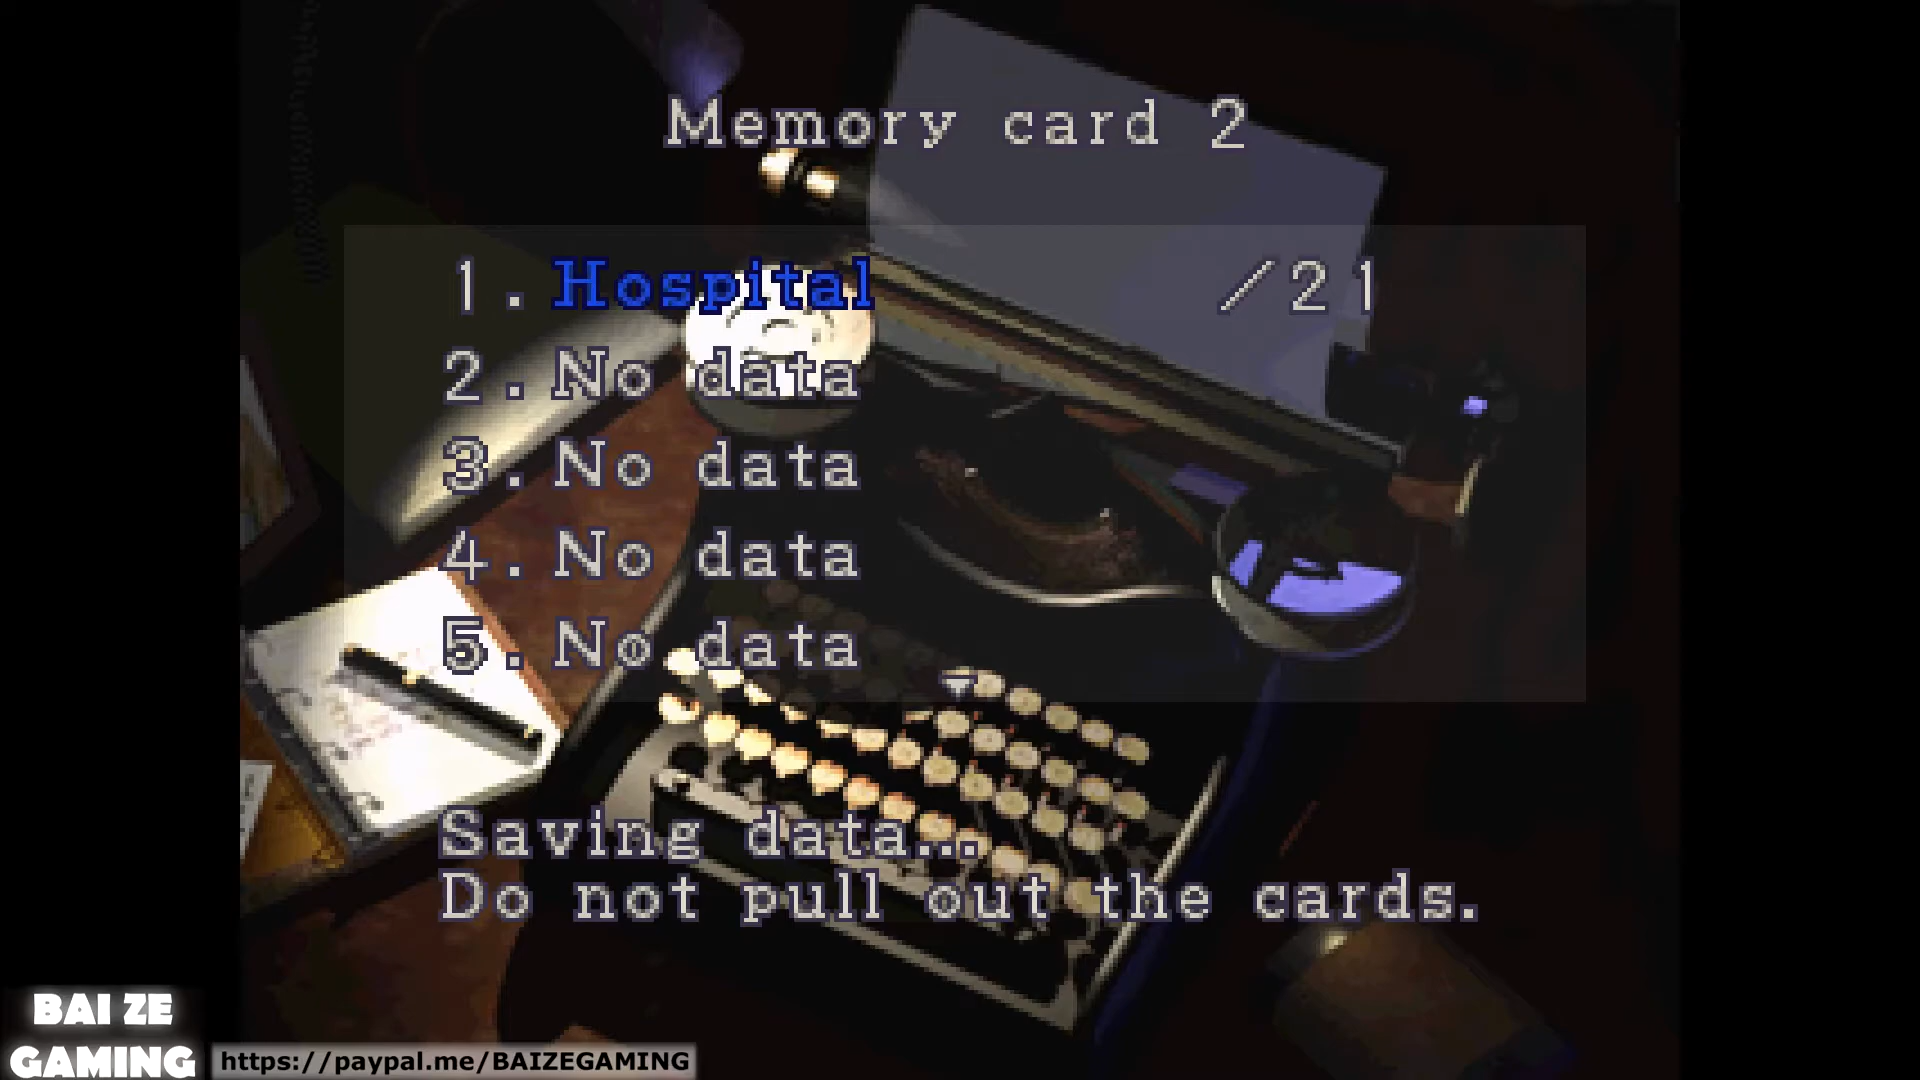 Memory card 2
1. Hospital /21
2. No data
3. No data
4. No data
5. No data
Saving data...
Do not pull out the cards.
BAI ZE
GAMING
https://paypal.me/BAIZEGAMING